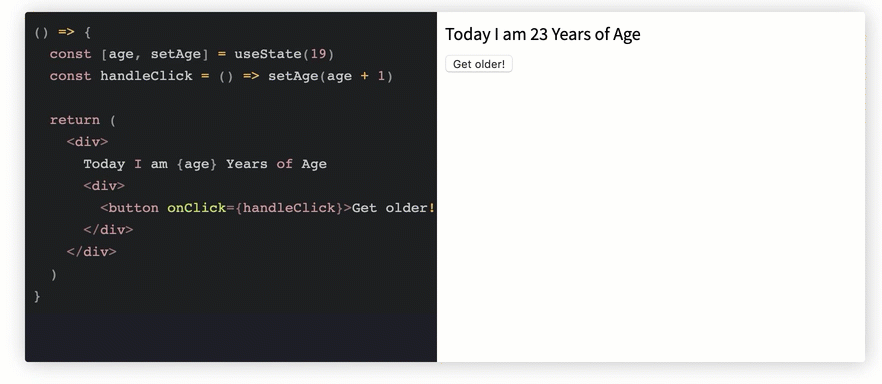 () => {
const [age, setAge] = useState(19)
const handleClick = () => setAge(age + 1)
return (
<div>
Today I am {age} Years of Age
<div>
<button onClick={handleClick}>Get older!
</div>
</div>
)
}
Today I am 23 Years of Age
Get older!